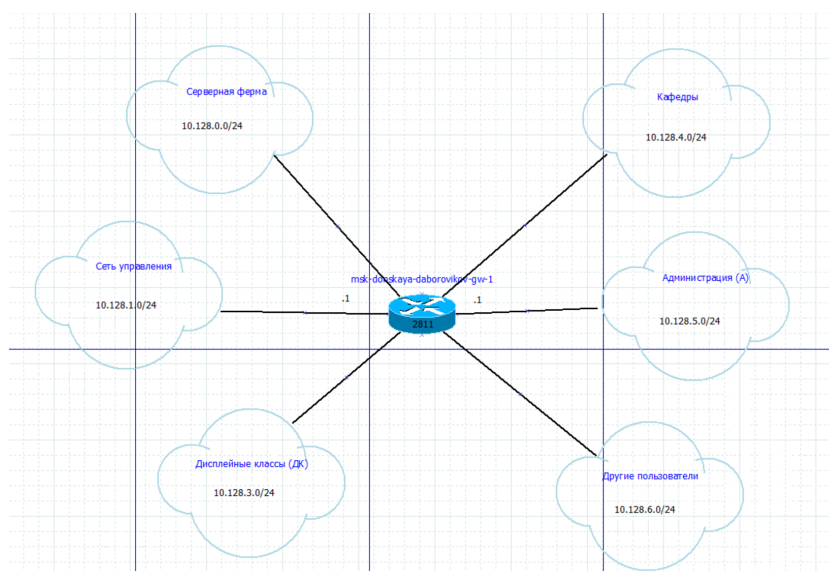 Серверная ферма
10.128.0.0/24
Кафедры
10.128.4.0/24
Сеть управления
10.128.1.0/24
msk-donskaya-daborovikov-gw-1
.1
.1
2811
Администрация (А)
10.128.5.0/24
Дисплейные классы (ДК)
10.128.3.0/24
Другие пользователи
10.128.6.0/24